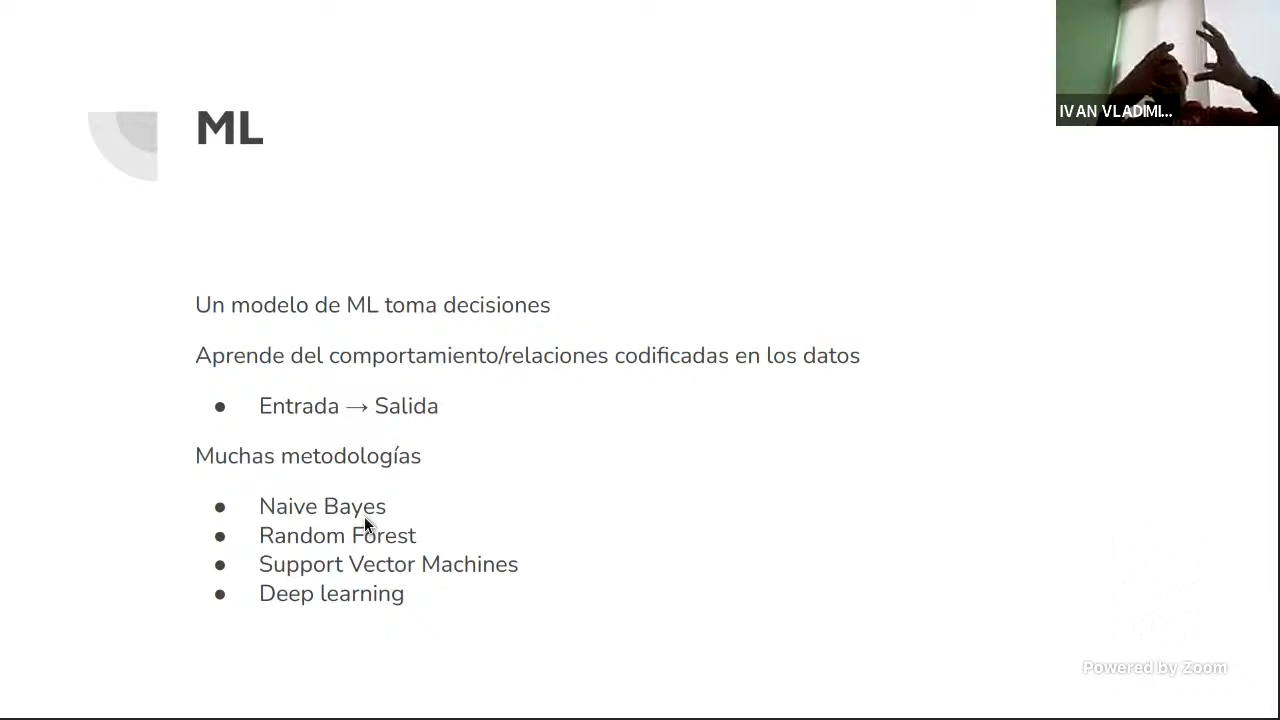 ML
IVAN VLADIMI...
Un modelo de ML toma decisiones
Aprende del comportamiento/relaciones codificadas en los datos
● Entrada → Salida
Muchas metodologías
● Naive Bayes
● Random Forest
● Support Vector Machines
● Deep learning
Powered by Zoom